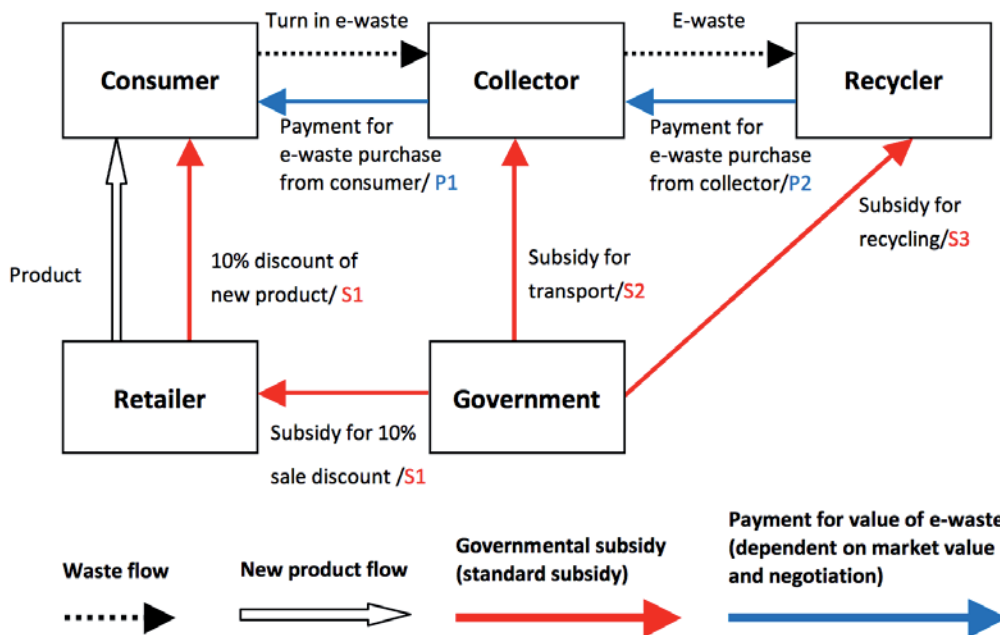 Turn in e-waste
E-waste
Consumer
Collector
Recycler
Payment for
e-waste purchase
from consumer/ P1
Payment for
e-waste purchase
from collector/P2
Subsidy for
recycling/S3
Product
10% discount of
new product/ S1
Subsidy for
transport/S2
Retailer
Government
Subsidy for 10%
sale discount /S1
Waste flow
New product flow
Governmental subsidy
(standard subsidy)
Payment for value of e-waste
(dependent on market value
and negotiation)